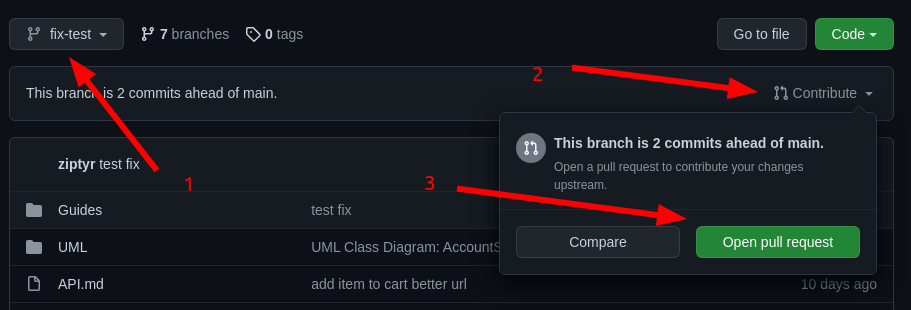 fix-test 7 branches 0 tags Go to file Code
2
This branch is 2 commits ahead of main. Contribute
This branch is 2 commits ahead of main.
ziptyr test fix
Open a pull request to contribute your changes
upstream.
1
3
Guides test fix
UML UML Class Diagram: AccountS
Compare Open pull request
API.md add item to cart better url 10 days ago